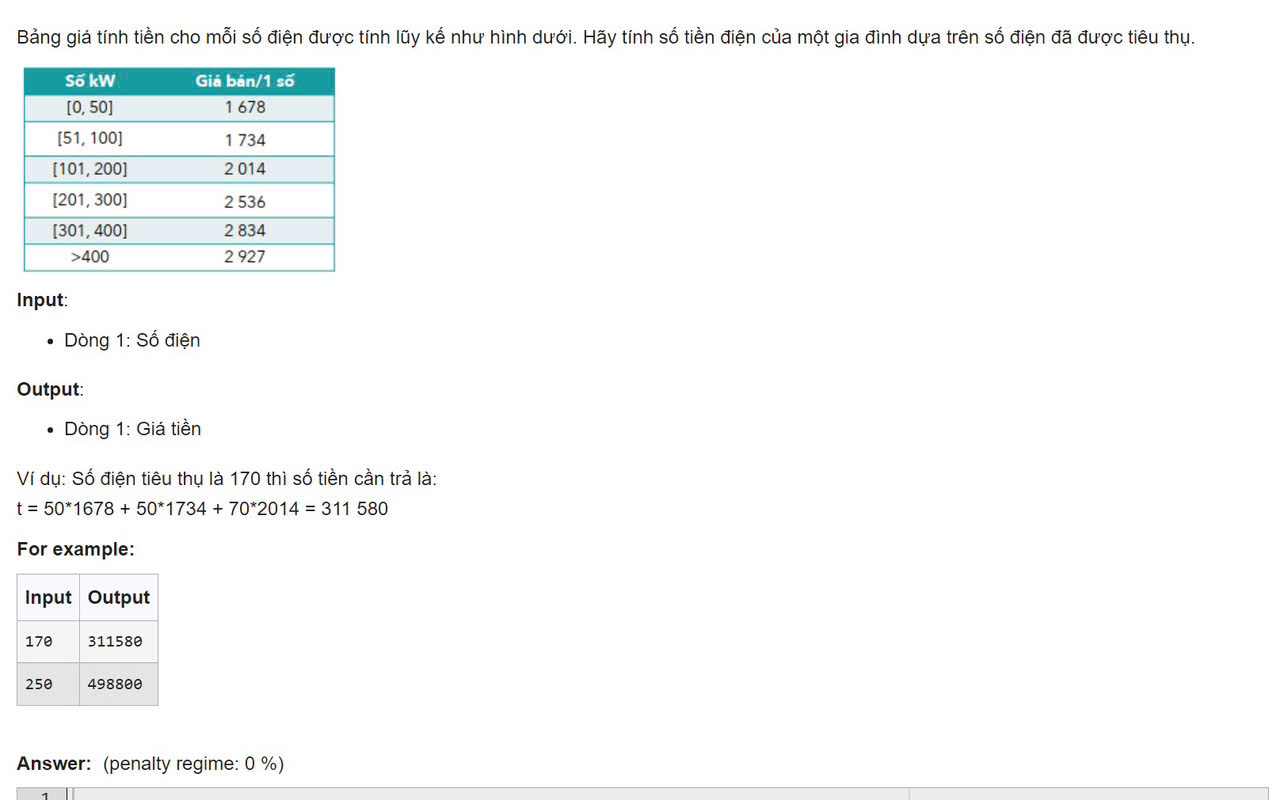 Bảng giá tính tiền cho mỗi số điện được tính lũy kế như hình dưới. Hãy tính số tiền điện của một gia đình dựa trên số điện đã được tiêu thụ.
Số kW Giá bán/1 số
[0, 50] 1 678
[51, 100] 1 734
[101, 200] 2 014
[201, 300] 2 536
[301, 400] 2 834
>400 2 927
Input:
• Dòng 1: Số điện
Output:
• Dòng 1: Giá tiền
Ví dụ: Số điện tiêu thụ là 170 thì số tiền cần trả là:
t = 50*1678 + 50*1734 + 70*2014 = 311 580
For example:
Input Output
170 311580
250 498800
Answer: (penalty regime: 0 %)
1